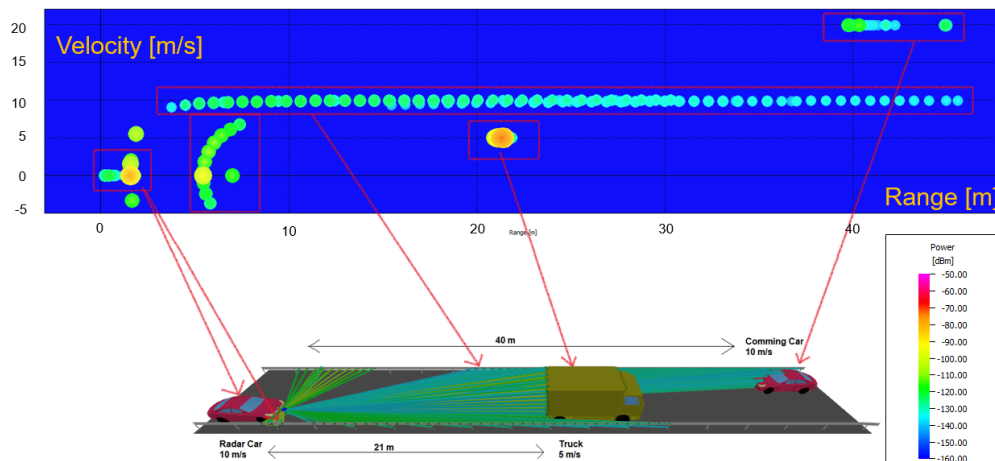 20
Velocity [m/s]
15
10
5
0
-5
Range [m]
0
10
20
Range [m]
30
40
Power
[dBm]
-50.00
-60.00
-70.00
-80.00
-90.00
-100.00
-110.00
-120.00
-130.00
-140.00
-150.00
-160.00
40 m
Comming Car
10 m/s
Radar Car
10 m/s
21 m
Truck
5 m/s